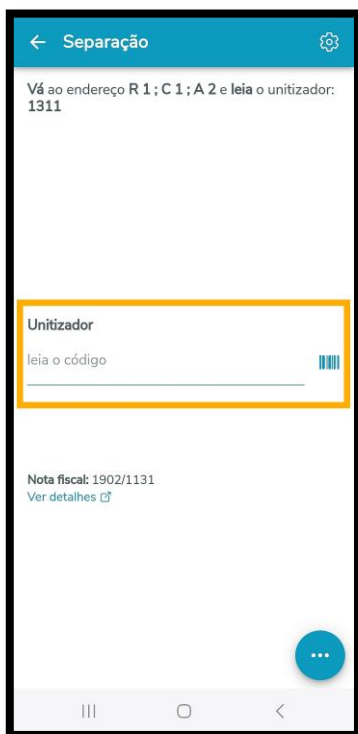 Separação
Vá ao endereço R 1 ; C 1 ; A 2 e leia o unitizador:
1311
Unitizador
leia o código
Nota fiscal: 1902/1131
Ver detalhes